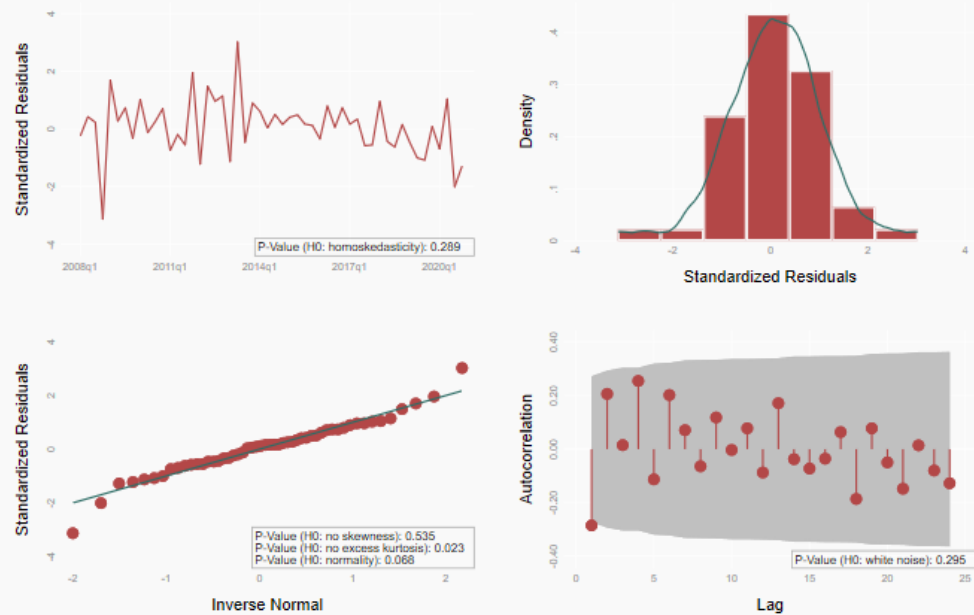 Standardized Residuals
4
2
0
-2
-4
P-Value (H0: homoskedasticity): 0.289
2008q1 2011q1 2014q1 2017q1 2020q1
Density
.4
.3
.2
.1
0
-4 -2 0 2 4
Standardized Residuals
Standardized Residuals
4
2
0
-2
-4
P-Value (H0: no skewness): 0.535
P-Value (H0: no excess kurtosis): 0.023
P-Value (H0: normality): 0.068
-2 -1 0 1 2
Inverse Normal
Autocorrelation
0.40
0.20
0.00
-0.20
-0.40
P-Value (H0: white noise): 0.295
0 5 10 15 20 25
Lag